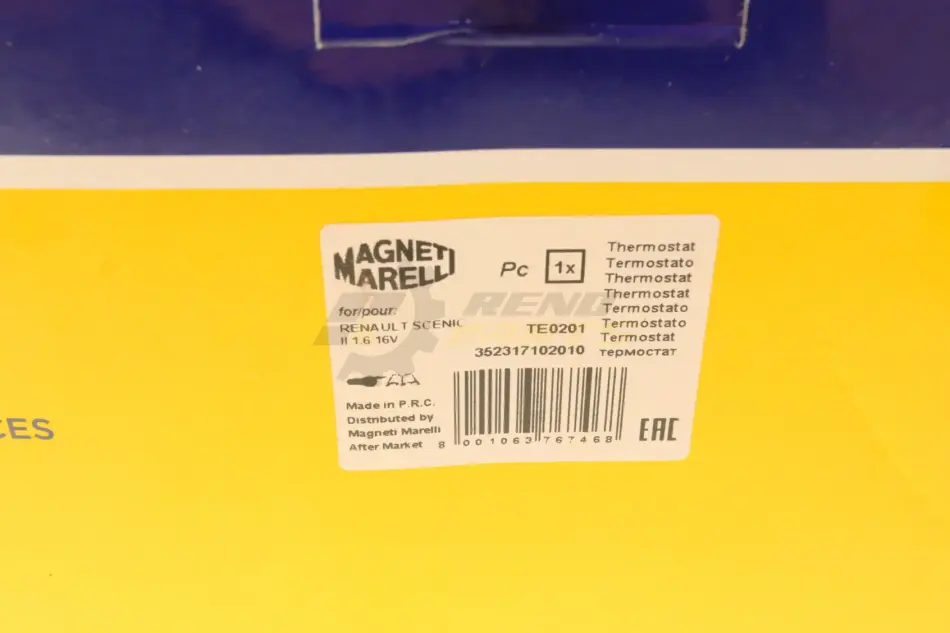 MAGNETI
MARELLI
Pc 1x
for/pour:
RENAULT SCENIC
II 1.6 16V
TE0201
352317102010
Thermostat
Termostato
Thermostat
Thermostat
Termostato
Termostato
Termostat
термостат
Made in P.R.C.
Distributed by
Magneti Marelli
After Market
8 001063 767468
EAC
CES
RENO